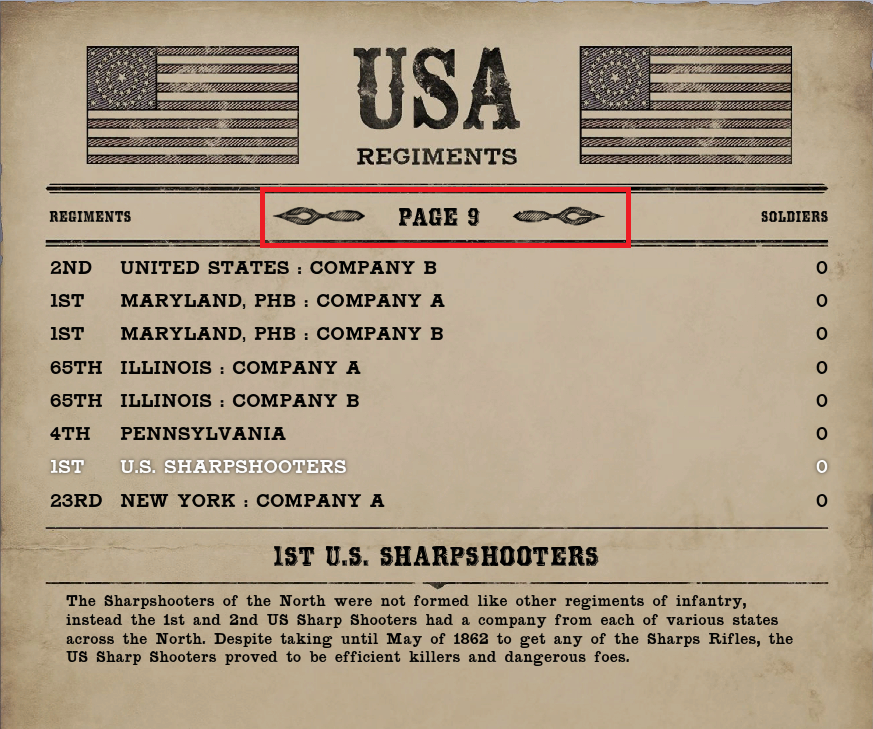 USA
REGIMENTS
REGIMENTS PAGE 9 SOLDIERS
2ND UNITED STATES : COMPANY B 0
1ST MARYLAND, PHB : COMPANY A 0
1ST MARYLAND, PHB : COMPANY B 0
65TH ILLINOIS : COMPANY A 0
65TH ILLINOIS : COMPANY B 0
4TH PENNSYLVANIA 0
1ST U.S. SHARPSHOOTERS 0
23RD NEW YORK : COMPANY A 0
1ST U.S. SHARPSHOOTERS
The Sharpshooters of the North were not formed like other regiments of infantry,
instead the 1st and 2nd US Sharp Shooters had a company from each of various states
across the North. Despite taking until May of 1862 to get any of the Sharps Rifles, the
US Sharp Shooters proved to be efficient killers and dangerous foes.